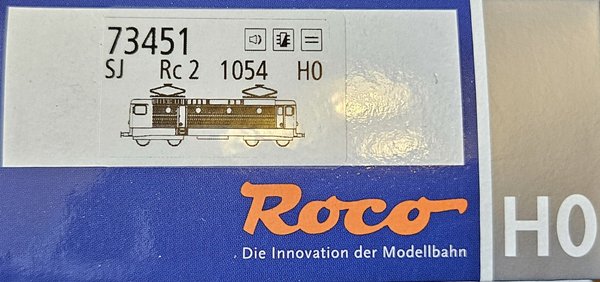 73451
SJ Rc 2 1054 H0
Roco
Die Innovation der Modellbahn
H0